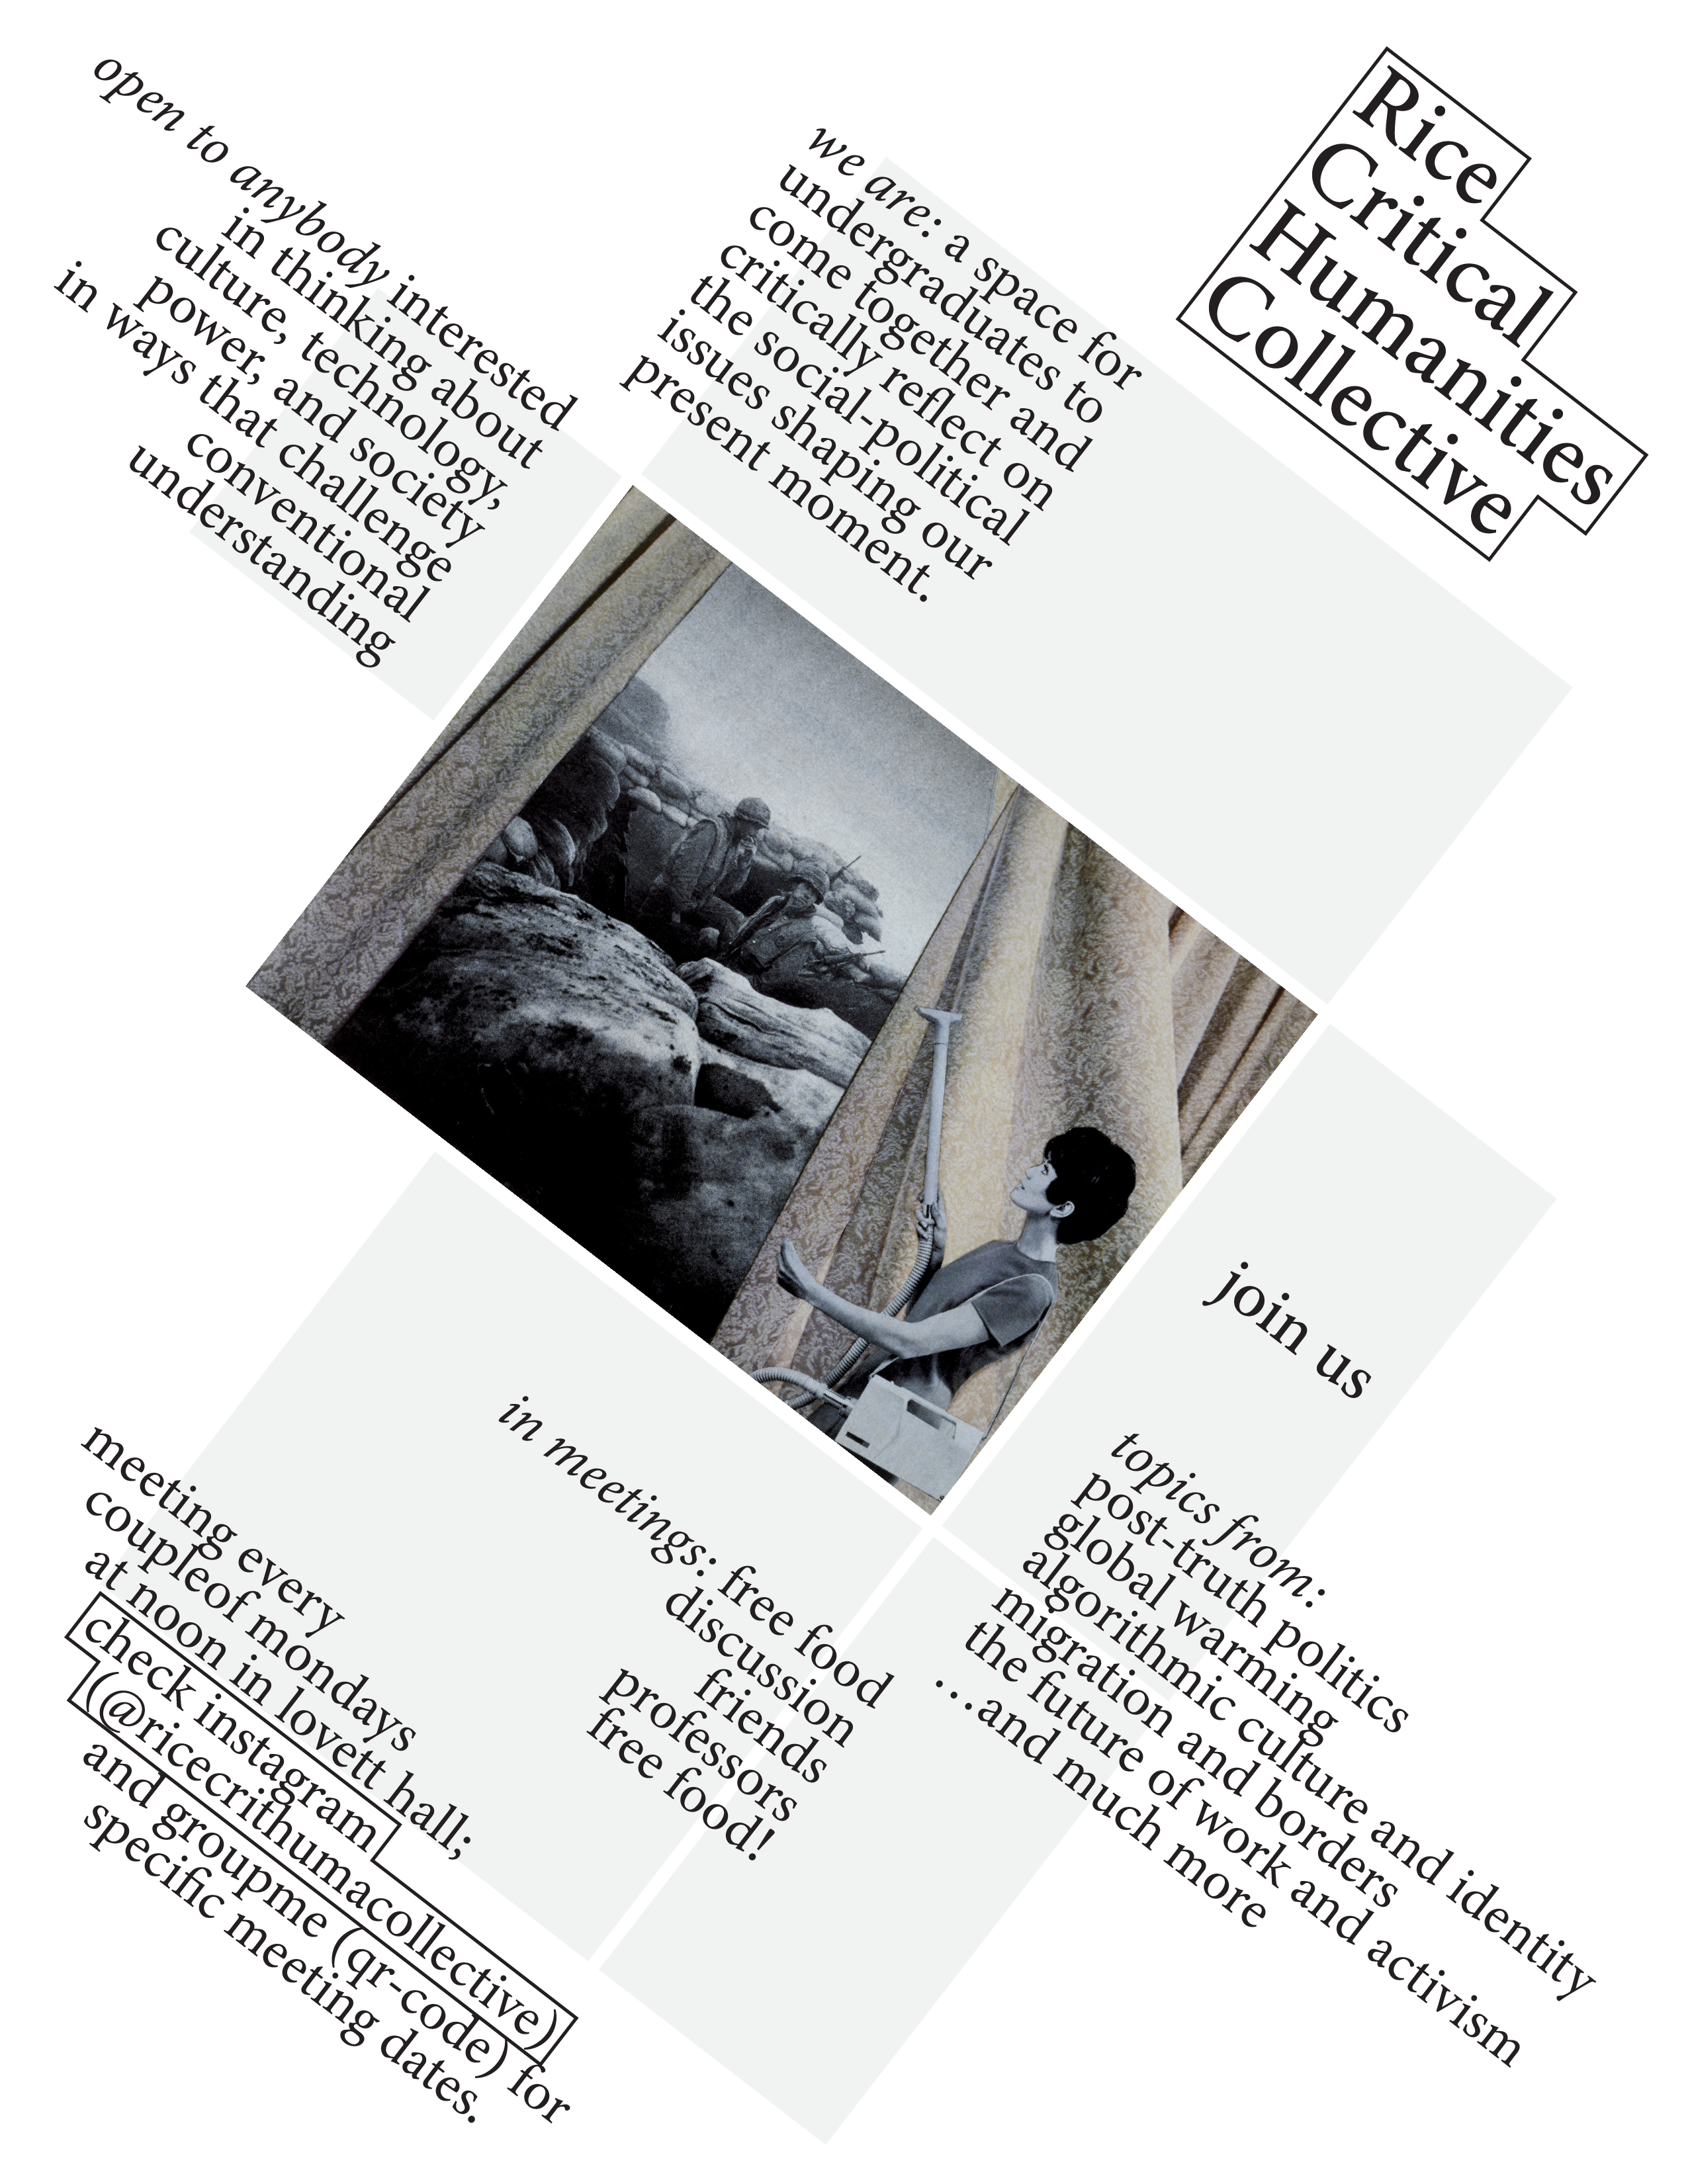 Rice
Critical
Humanities
Collective
open to anybody interested
in thinking about
culture, technology,
power, and society
in ways that challenge
conventional
understanding
we are: a space for
undergraduates to
come together and
critically reflect on
the social-political
issues shaping our
present moment.
join us
topics from:
post-truth politics
global warming
algorithmic culture and identity
migration and borders
the future of work and activism
...and much more
in meetings: free food
discussion
friends
professors
free food!
meeting every
coupleof mondays
at noon in lovett hall;
check instagram
(@ricecrithumacollective)
and groupme (qr-code) for
specific meeting dates.